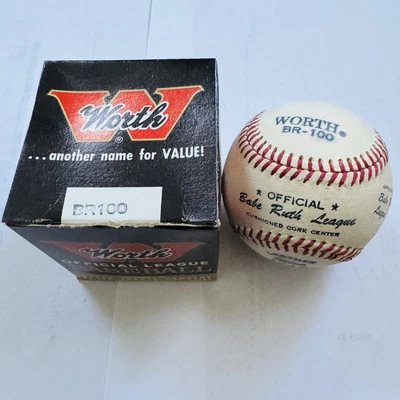 Worth®
...another name for VALUE!
BR100
Worth
OFFICIAL LEAGUE
BASEBALL
WORTH®
BR-100
★ OFFICIAL ★
Babe Ruth League
CUSHIONED CORK CENTER